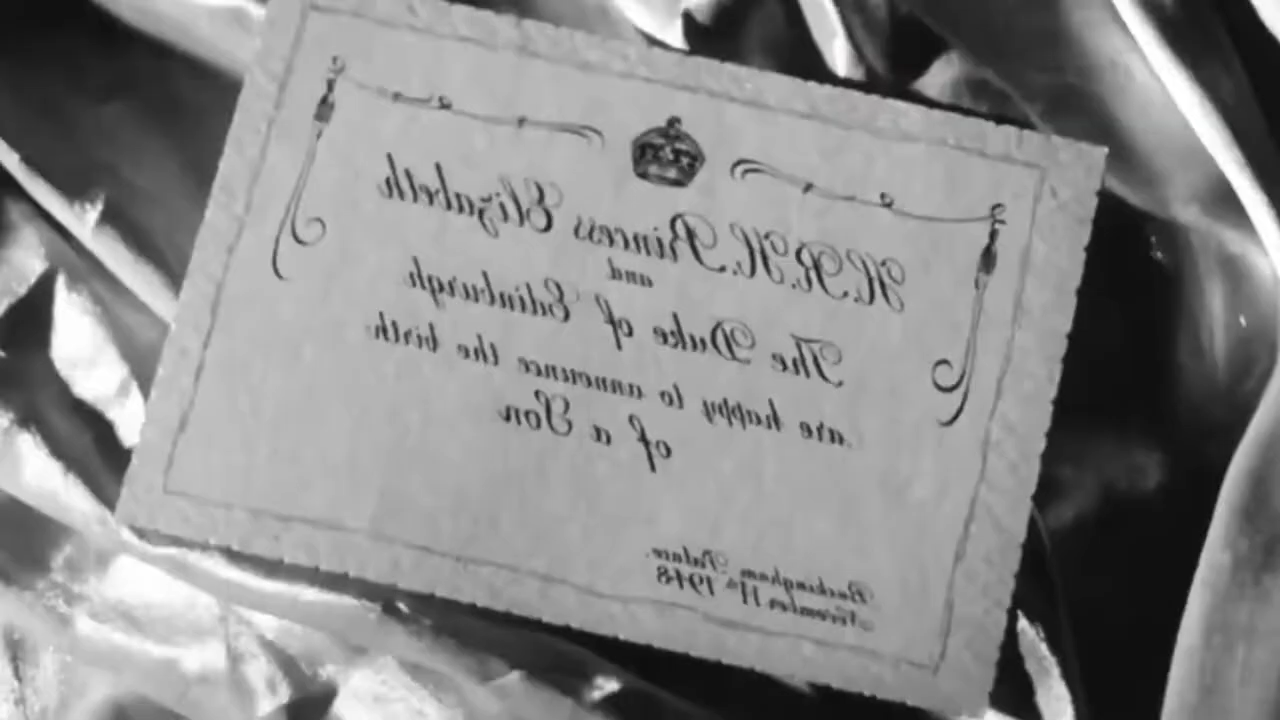 H.R.H. Princess Elizabeth
and
The Duke of Edinburgh
are happy to announce the birth
of a Son
Buckingham Palace.
November 11th 1948